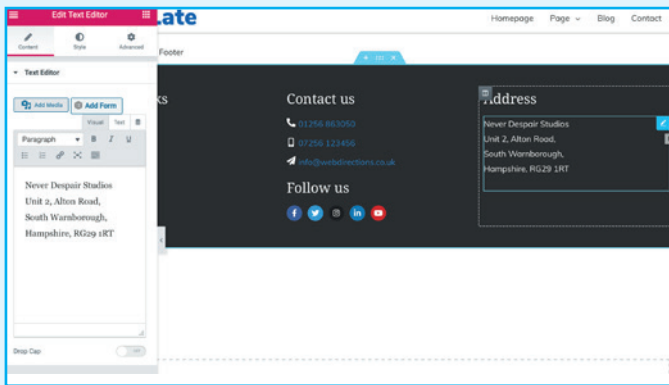 Edit Text Editor
Content
Style
Advanced
Text Editor
Add Media
Add Form
Visual
Text
Paragraph
B I U
Never Despair Studios
Unit 2, Alton Road,
South Warnborough,
Hampshire, RG29 1RT
Drop Cap
Late
Homepage
Page
Blog
Contact
Footer
ks
Contact us
01256 863050
07256 123456
info@webdirections.co.uk
Follow us
Address
Never Despair Studios
Unit 2, Alton Road,
South Warnborough,
Hampshire, RG29 1RT